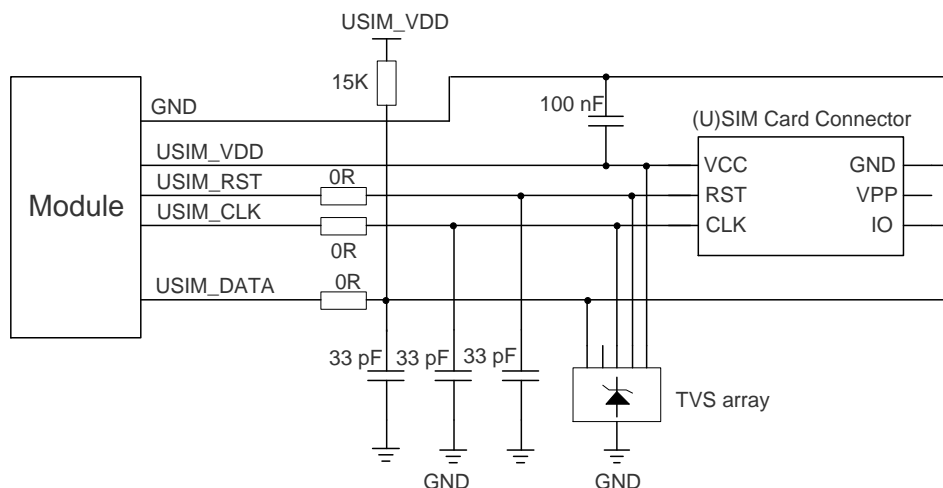 USIM_VDD
15K
GND
100 nF
(U)SIM Card Connector
USIM_VDD
VCC
GND
USIM_RST
0R
RST
VPP
Module
USIM_CLK
CLK
IO
0R
USIM_DATA
0R
33 pF
33 pF
33 pF
TVS array
GND
GND